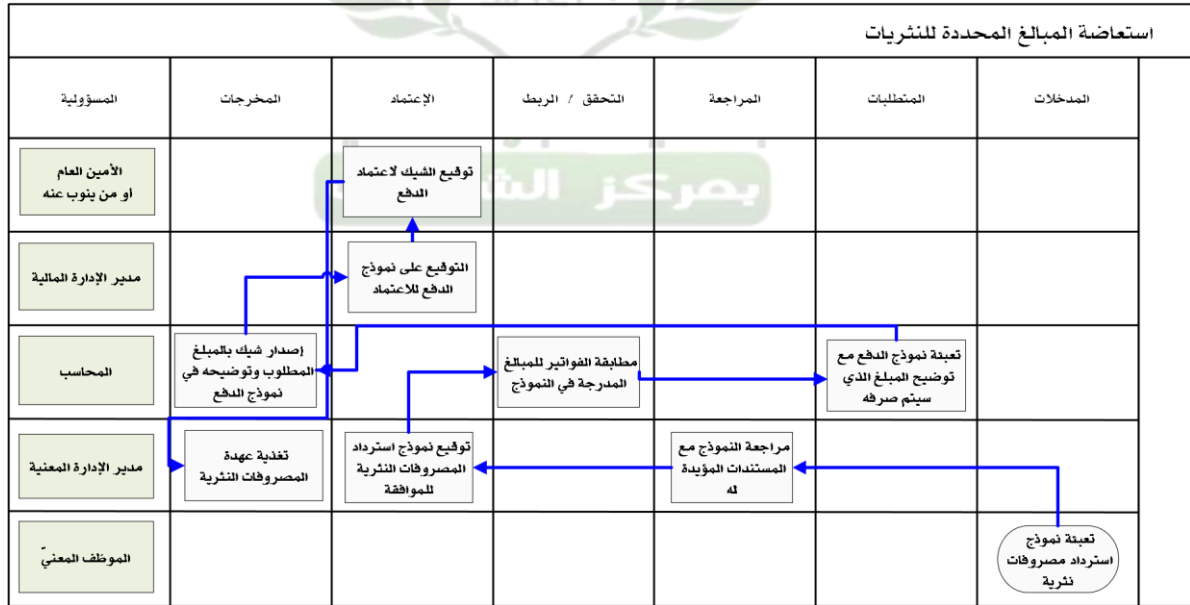 استعاضة المبالغ المحددة للنثريات
المدخلات
المتطلبات
المراجعة
التحقق / الربط
الإعتماد
المخرجات
المسؤولية
توقيع الشيك لاعتماد
الدفع
الأمين العام
او من ينوب عنه
بمركز
التوقيع على نموذج
الدفع للاعتماد
مدير الإدارة المالية
تعبئة نموذج الدفع مع
توضيح المبلغ الذي
سيتم صرفه
مطابقة الفواتير للمبالغ
المدرجة في النموذج
إصدار شيك بالمبلغ
المطلوب وتوضيحه في
نموذج الدفع
المحاسب
مراجعة النموذج مع
المستندات المؤيدة
له
توقيع نموذج استرداد
المصروفات النثرية
للموافقة
تغذية عهدة
المصروفات النثرية
مدير الإدارة المعنية
تعبئة نموذج
استرداد مصروفات
نثرية
الموظف المعنيّ